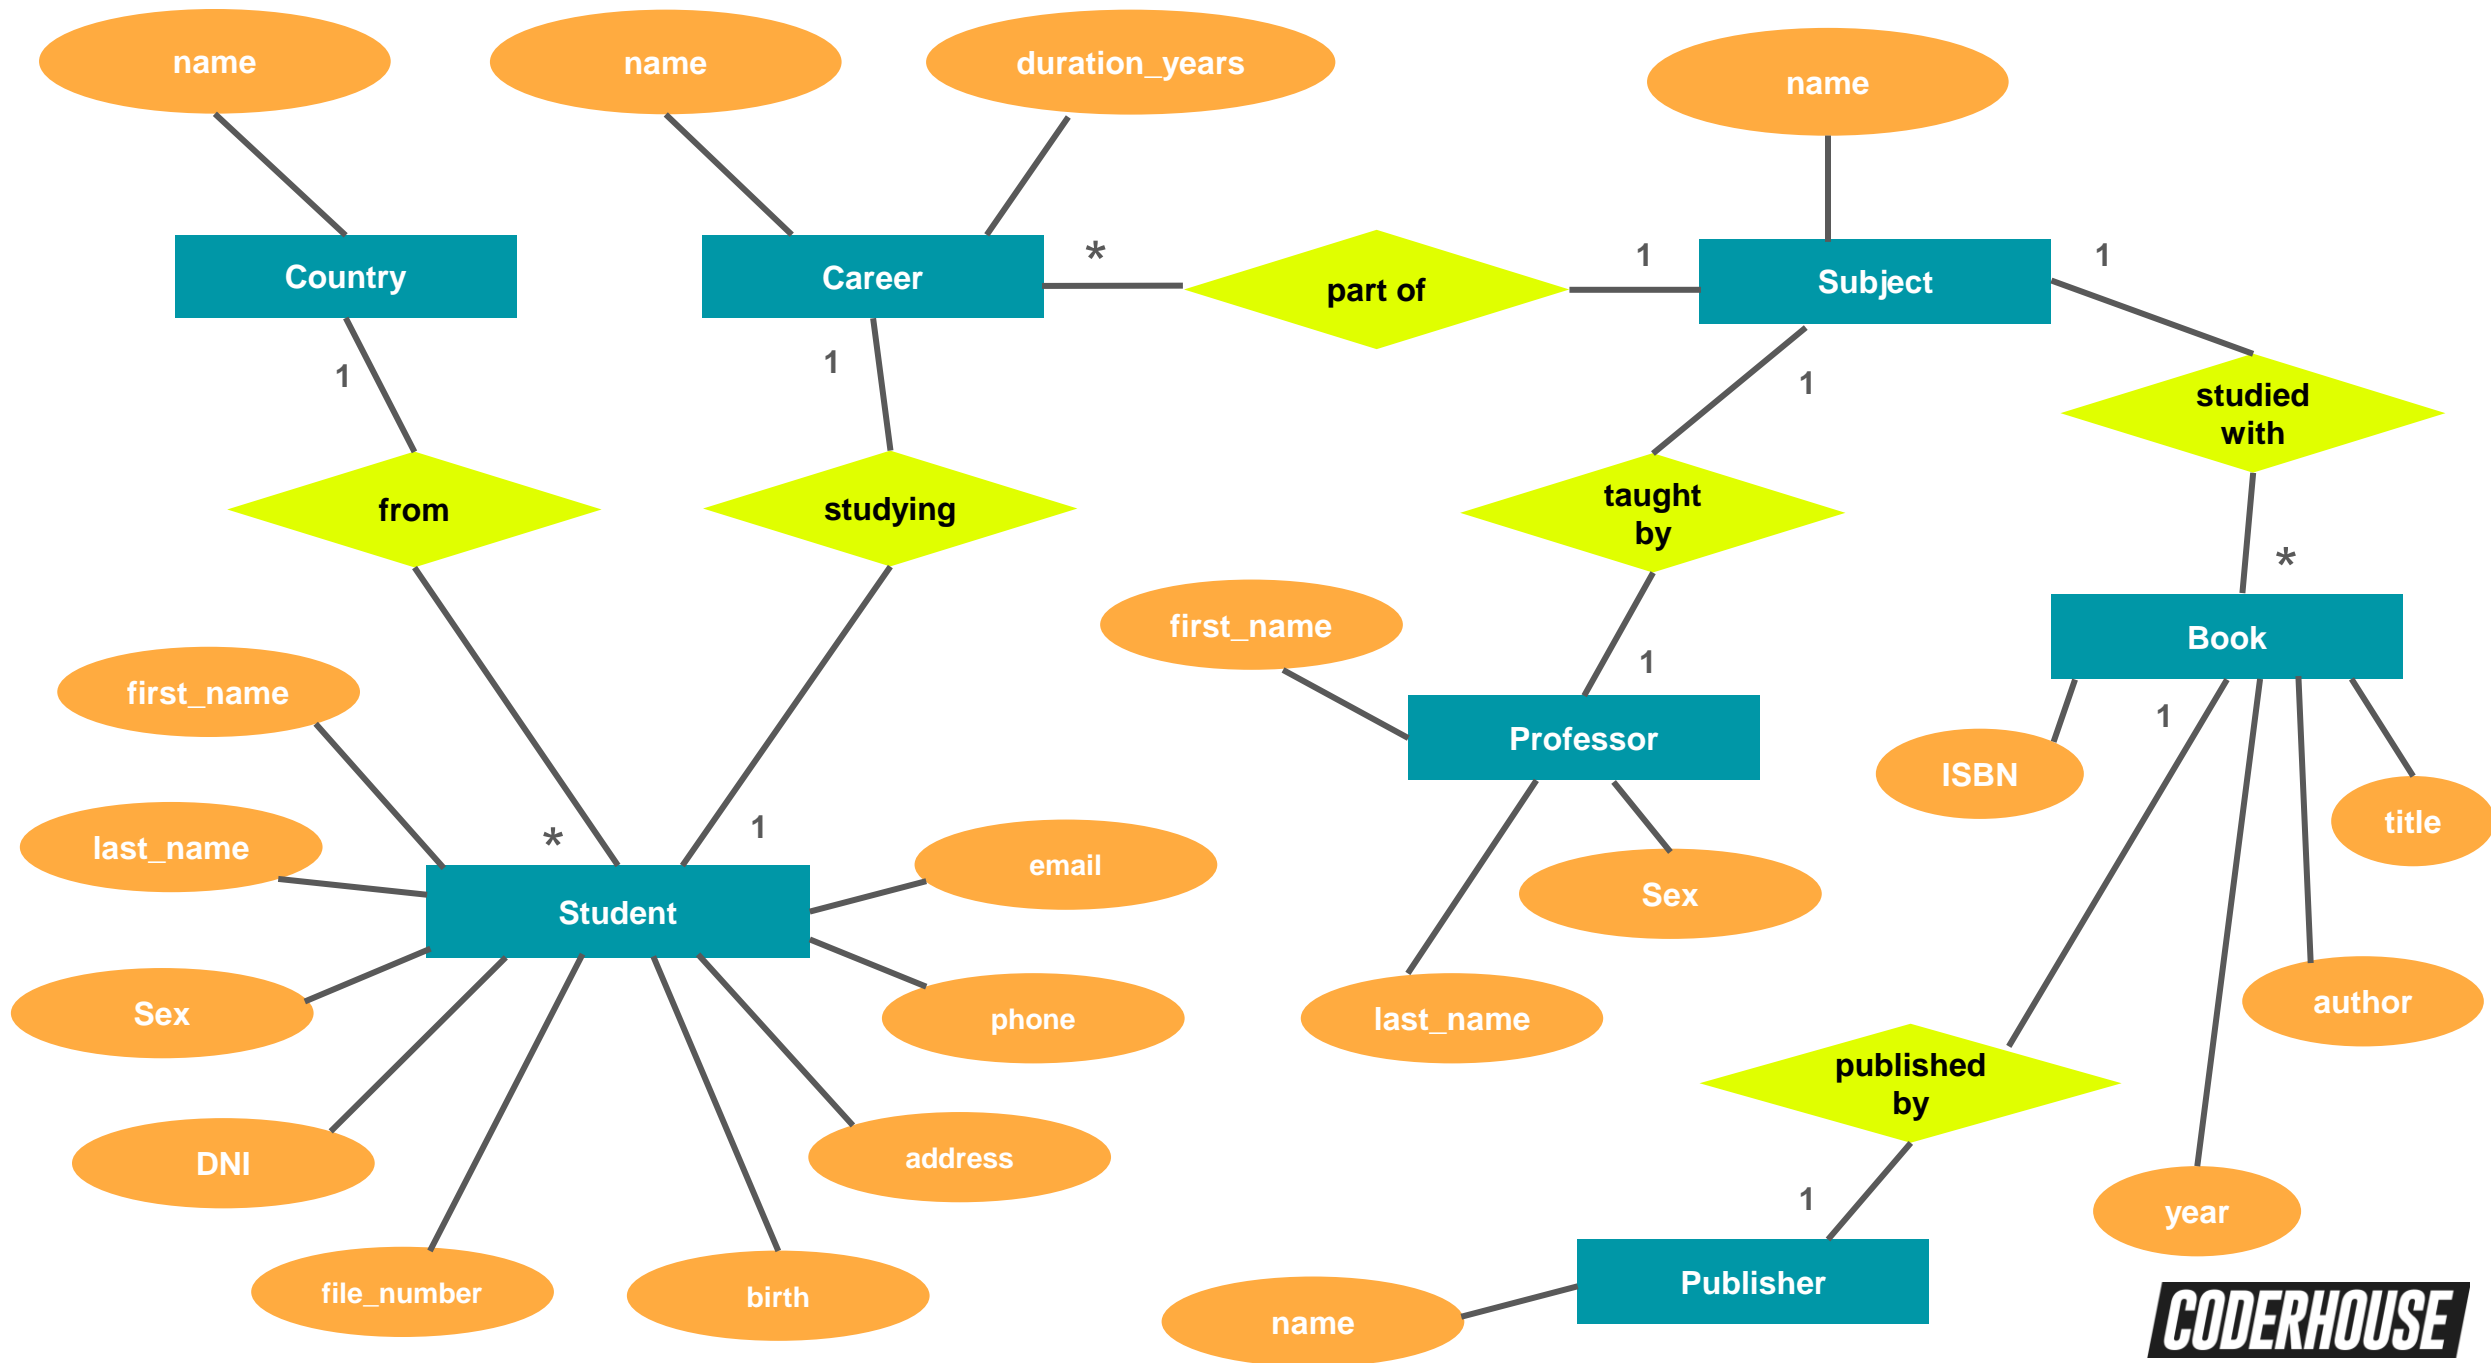 name
name
duration_years
name
Country
Career
*
part of
1
Subject
1
1
1
1
studied
with
from
studying
taught
by
*
first_name
Book
1
first_name
1
Professor
ISBN
title
last_name
*
1
email
Sex
Student
author
Sex
phone
last_name
published
by
DNI
address
1
year
file_number
birth
Publisher
name
CODERHOUSE